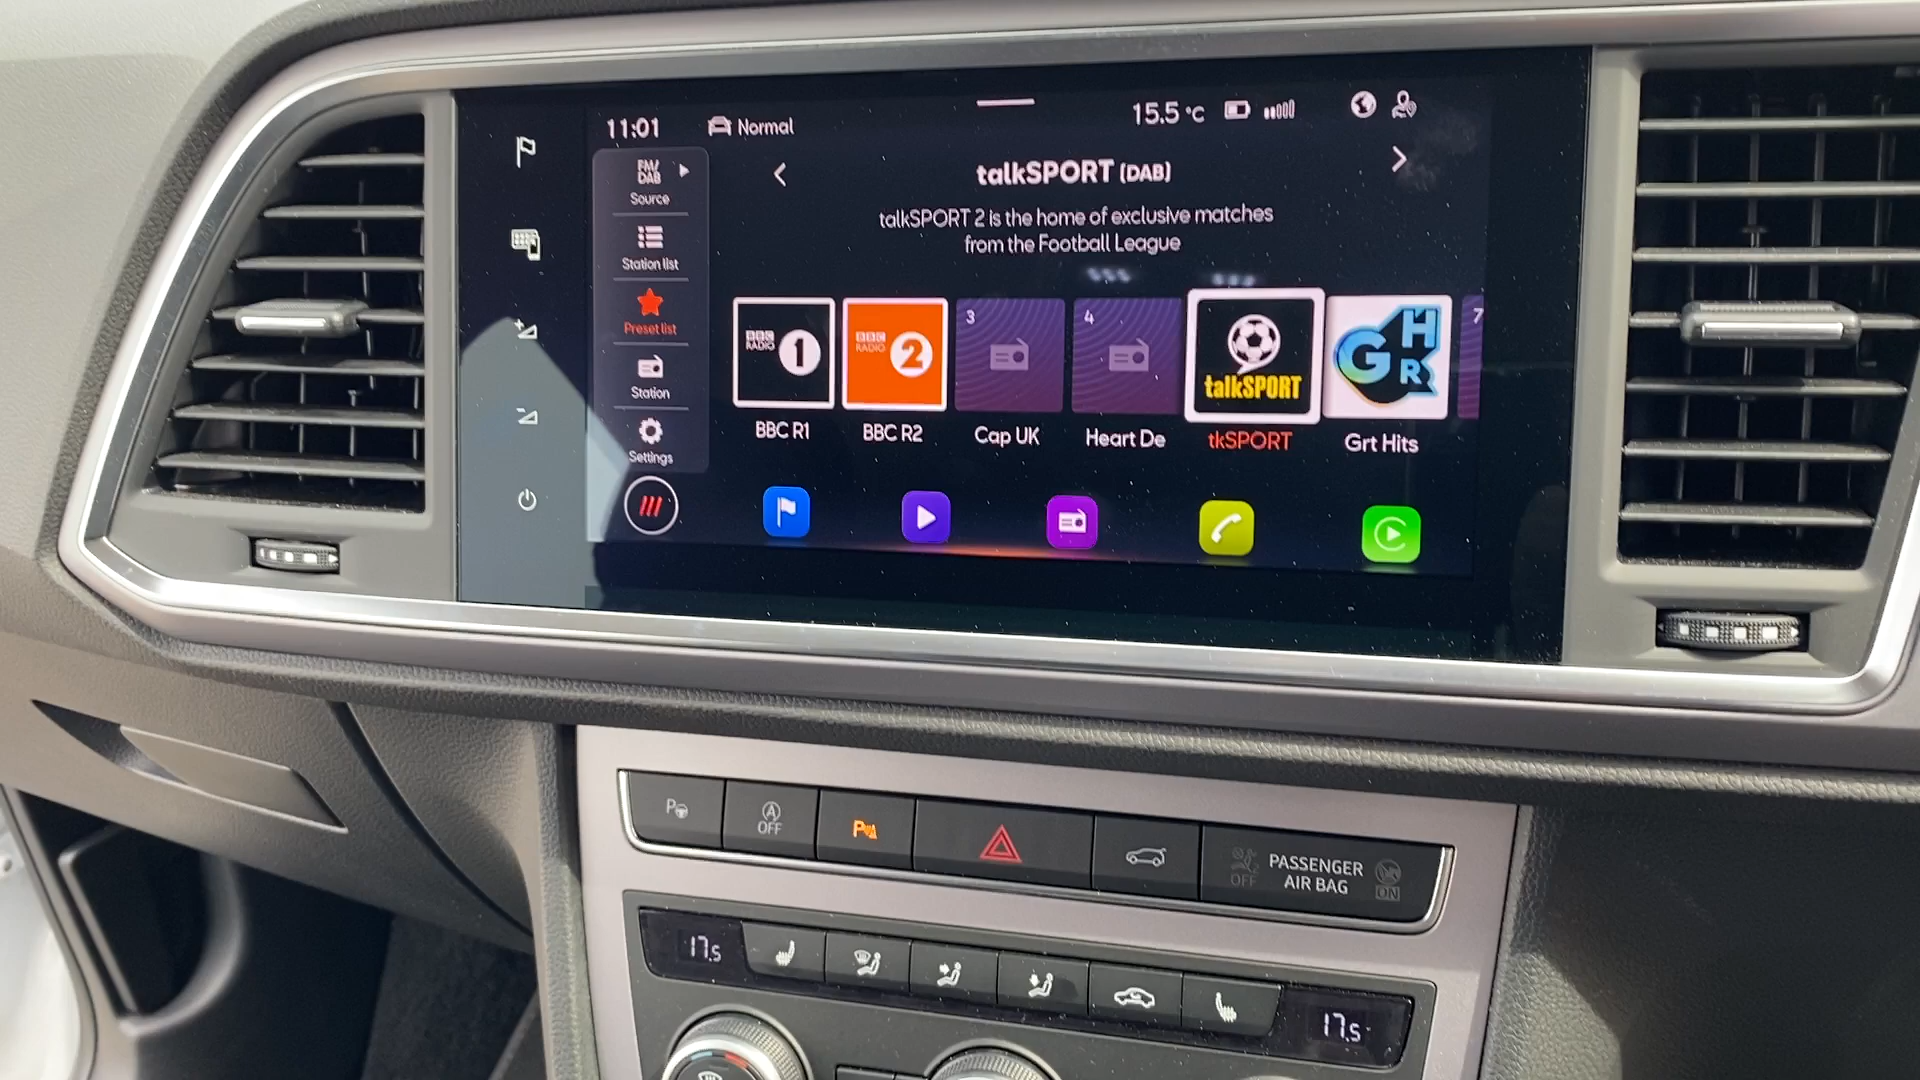 11:01
Normal
15.5 °C
FM/
DAB
Source
Station list
Preset list
Station
Settings
talkSPORT (DAB)
talkSPORT 2 is the home of exclusive matches
from the Football League
BBC
RADIO
1
BBC
RADIO
2
3
4
talkSPORT
GHR
7
BBC R1
BBC R2
Cap UK
Heart De
tkSPORT
Grt Hits
P
A
OFF
P
OFF
PASSENGER
AIR BAG
ON
17.5
17.5